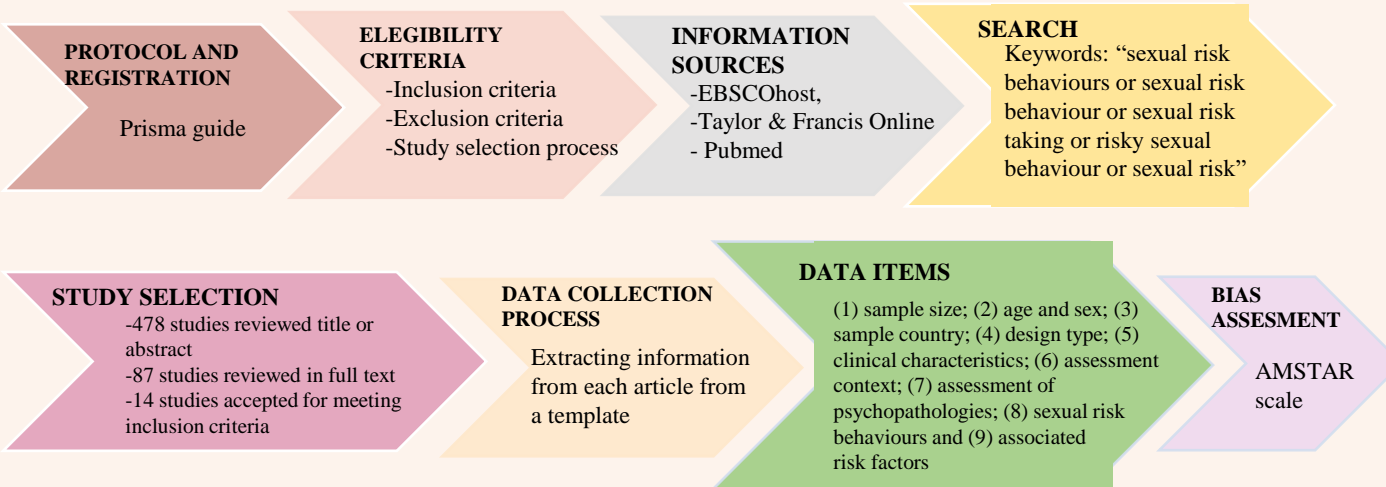 PROTOCOL AND
REGISTRATION
Prisma guide
ELEGIBILITY
CRITERIA
-Inclusion criteria
-Exclusion criteria
-Study selection process
INFORMATION
SOURCES
-EBSCOhost,
-Taylor & Francis Online
- Pubmed
SEARCH
Keywords: “sexual risk
behaviours or sexual risk
behaviour or sexual risk
taking or risky sexual
behaviour or sexual risk”
STUDY SELECTION
-478 studies reviewed title or
abstract
-87 studies reviewed in full text
-14 studies accepted for meeting
inclusion criteria
DATA COLLECTION
PROCESS
Extracting information
from each article from
a template
DATA ITEMS
(1) sample size; (2) age and sex; (3)
sample country; (4) design type; (5)
clinical characteristics; (6) assessment
context; (7) assessment of
psychopathologies; (8) sexual risk
behaviours and (9) associated
risk factors
BIAS
ASSESMENT
AMSTAR
scale